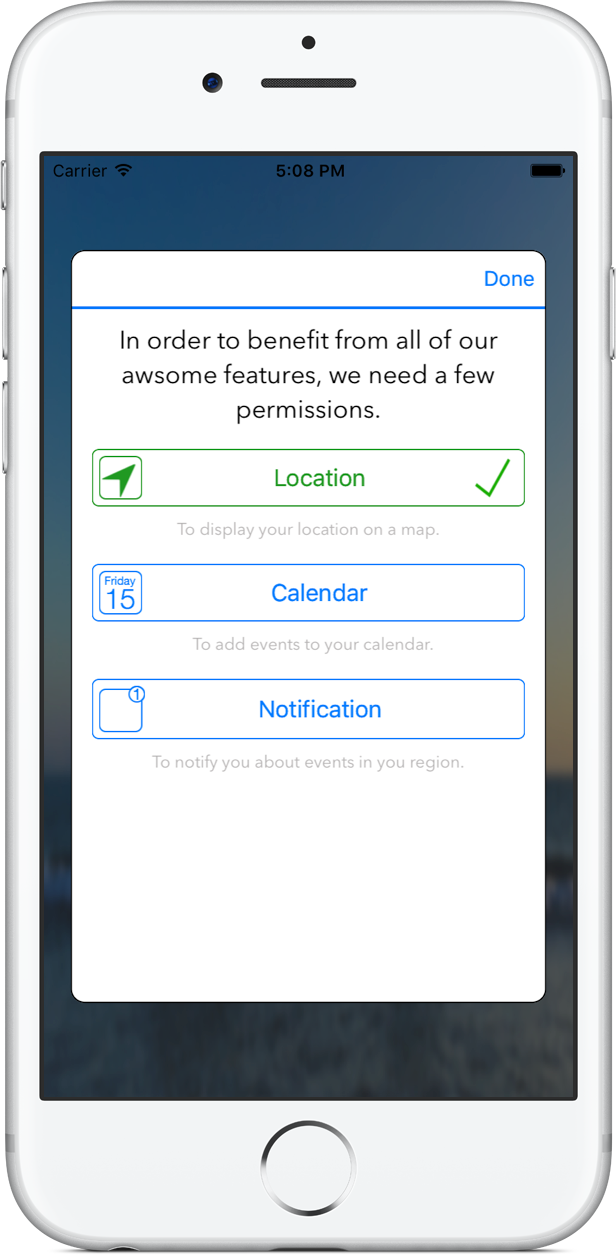 Carrier 5:08 PM
Done
In order to benefit from all of our
awsome features, we need a few
permissions.
Location
To display your location on a map.
Friday
15
Calendar
To add events to your calendar.
1
Notification
To notify you about events in you region.